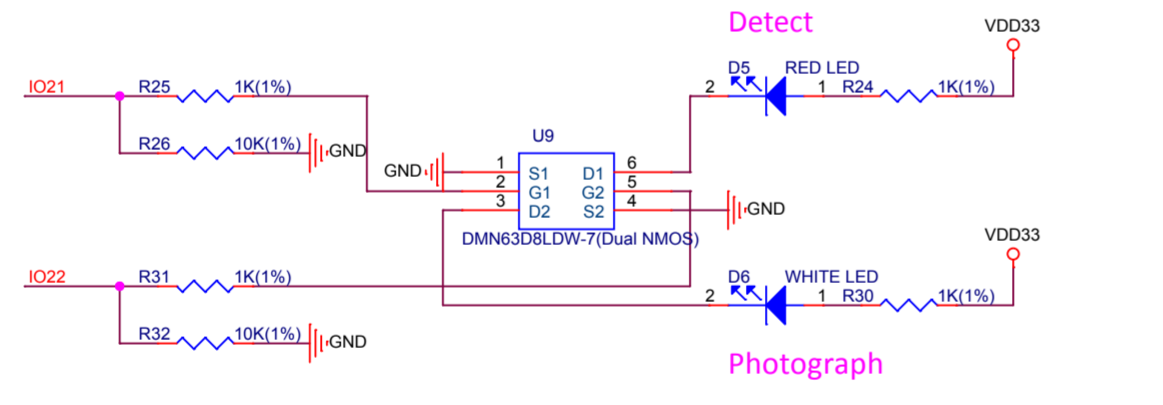 Detect
VDD33
IO21
R25 1K(1%)
D5 RED LED
2 1 R24 1K(1%)
R26 10K(1%) GND
U9
GND 1 S1 D1 6
2 G1 G2 5
3 D2 S2 4 GND
DMN63D8LDW-7(Dual NMOS)
VDD33
IO22
R31 1K(1%)
D6 WHITE LED
2 1 R30 1K(1%)
R32 10K(1%) GND
Photograph